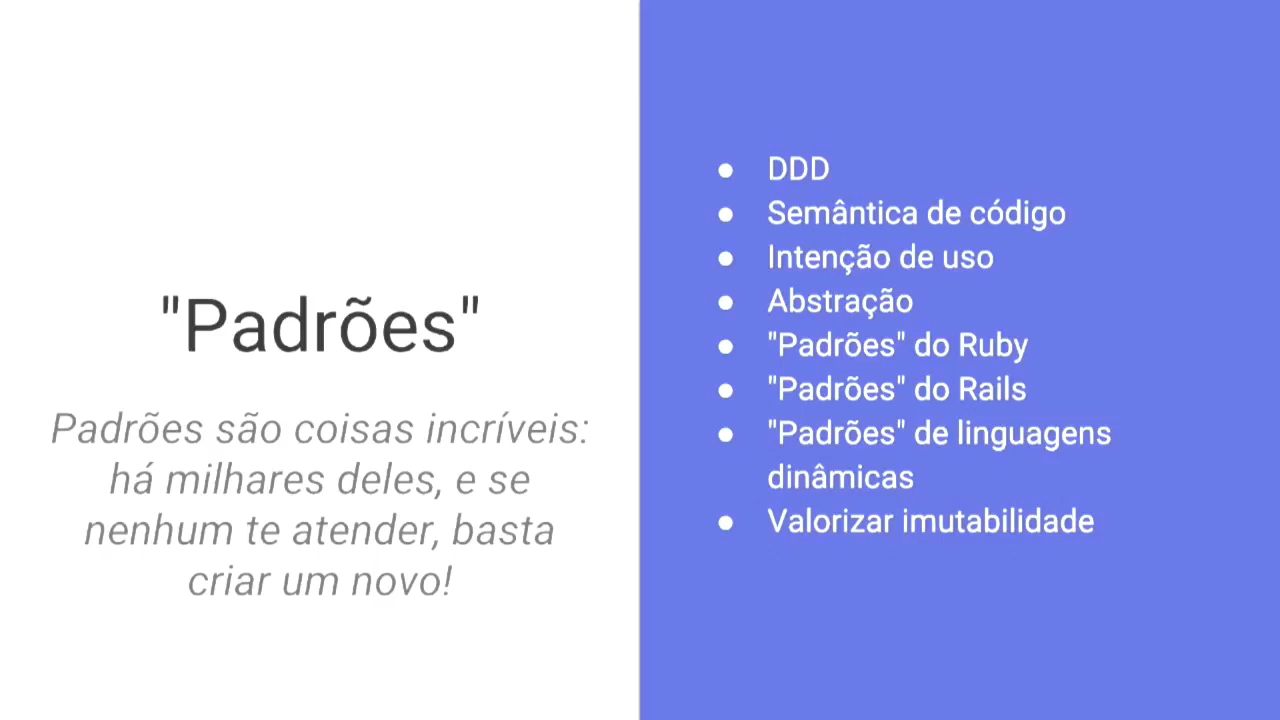 "Padrões"
Padrões são coisas incríveis:
há milhares deles, e se
nenhum te atender, basta
criar um novo!
● DDD
● Semântica de código
● Intenção de uso
● Abstração
● "Padrões" do Ruby
● "Padrões" do Rails
● "Padrões" de linguagens
dinâmicas
● Valorizar imutabilidade